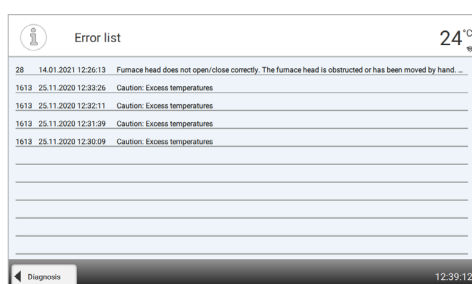 Error list
24°C
28 14.01.2021 12:26:13 Furnace head does not open/close correctly. The furnace head is obstructed or has been moved by hand. ...
1613 25.11.2020 12:33:26 Caution: Excess temperatures
1613 25.11.2020 12:32:11 Caution: Excess temperatures
1613 25.11.2020 12:31:39 Caution: Excess temperatures
1613 25.11.2020 12:30:09 Caution: Excess temperatures
Diagnosis
12:39:12